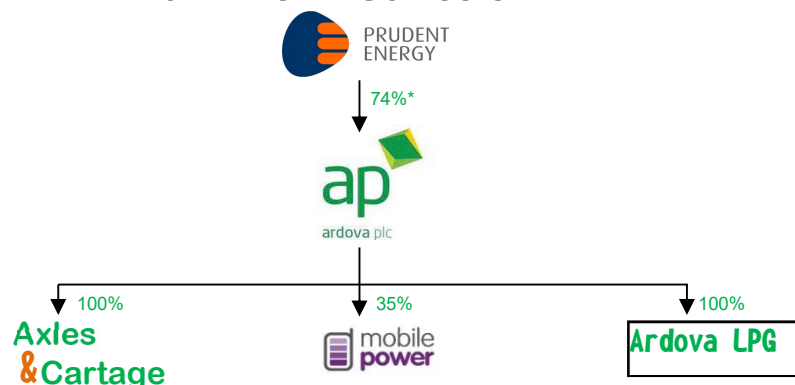 PRUDENT
ENERGY
74%*
ap
ardova plc
100%
35%
100%
Axles
&Cartage
mobile
power
Ardova LPG